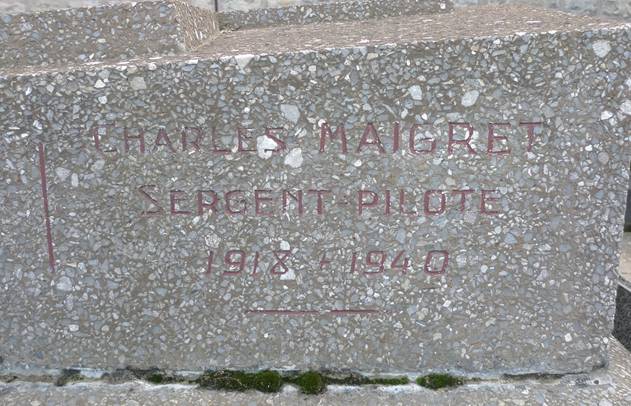 CHARLES MAIGRET
SERGENT-PILOTE
1918 + 1940